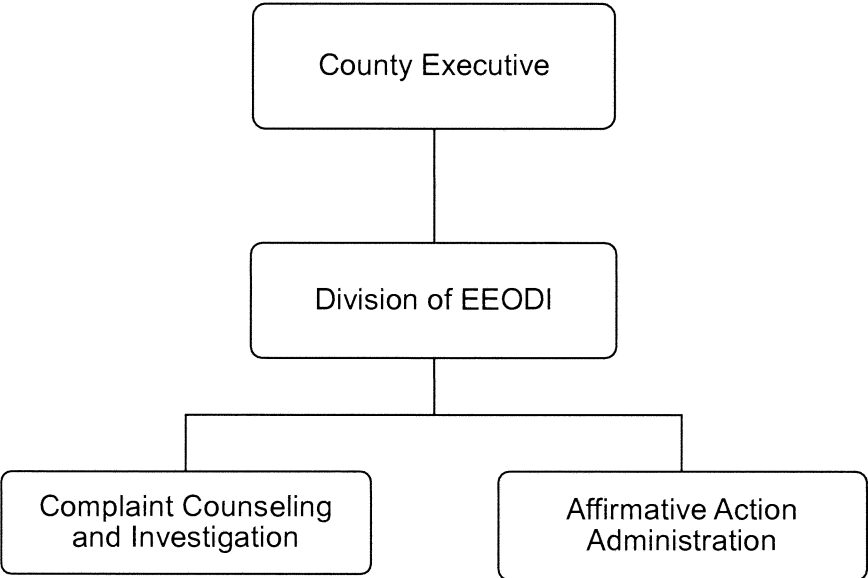 County Executive
Division of EEODI
Complaint Counseling
and Investigation
Affirmative Action
Administration